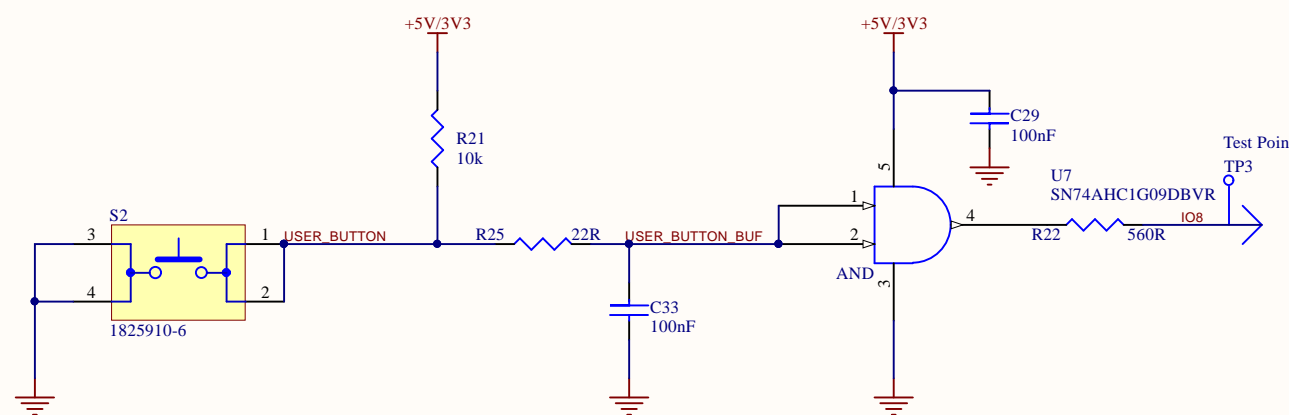 +5V/3V3
+5V/3V3
R21
10k
C29
100nF
Test Poin
TP3
5
U7
SN74AHC1G09DBVR
S2
3
1
USER_BUTTON
R25
22R
USER_BUTTON_BUF
1
2
4
R22
560R
IO8
AND
4
2
3
C33
100nF
1825910-6